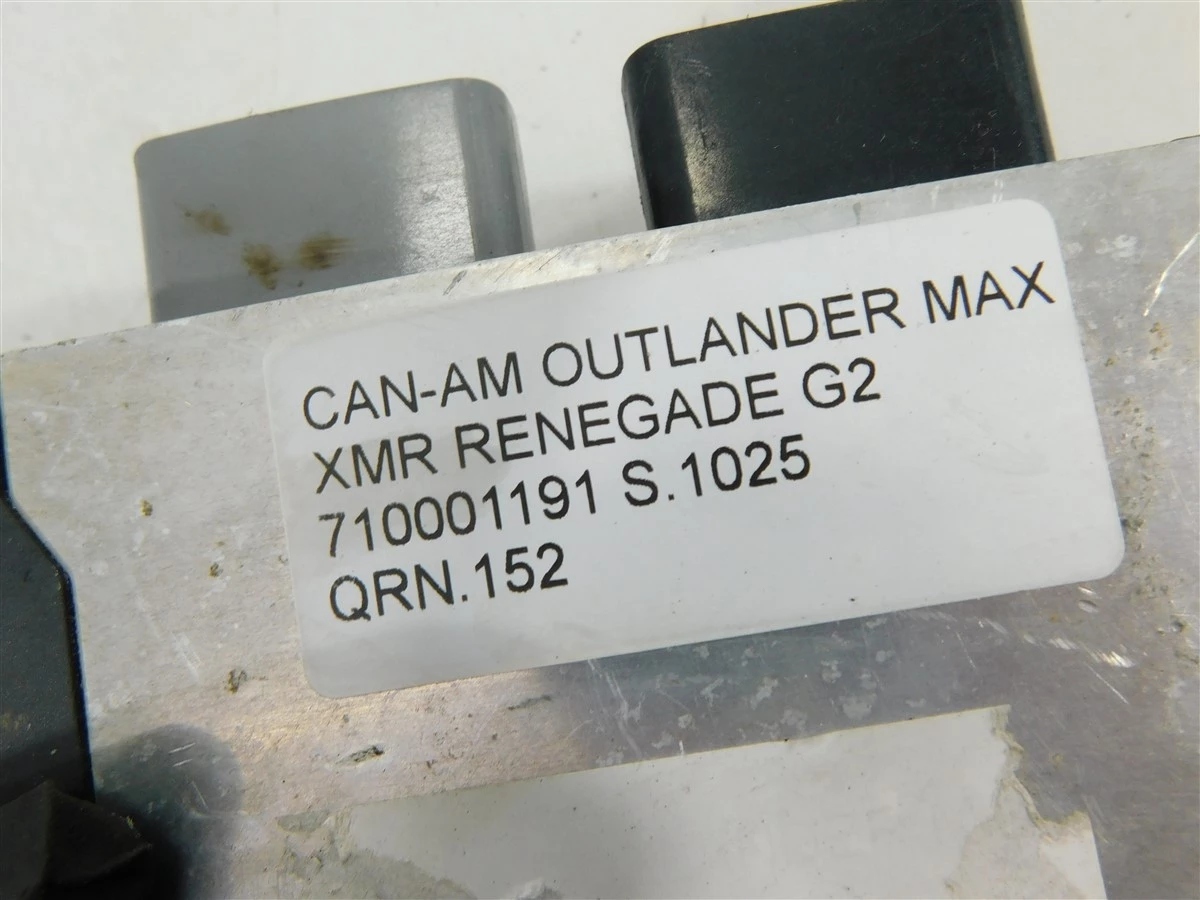 CAN-AM OUTLANDER MAX
XMR RENEGADE G2
710001191 S.1025
QRN.152